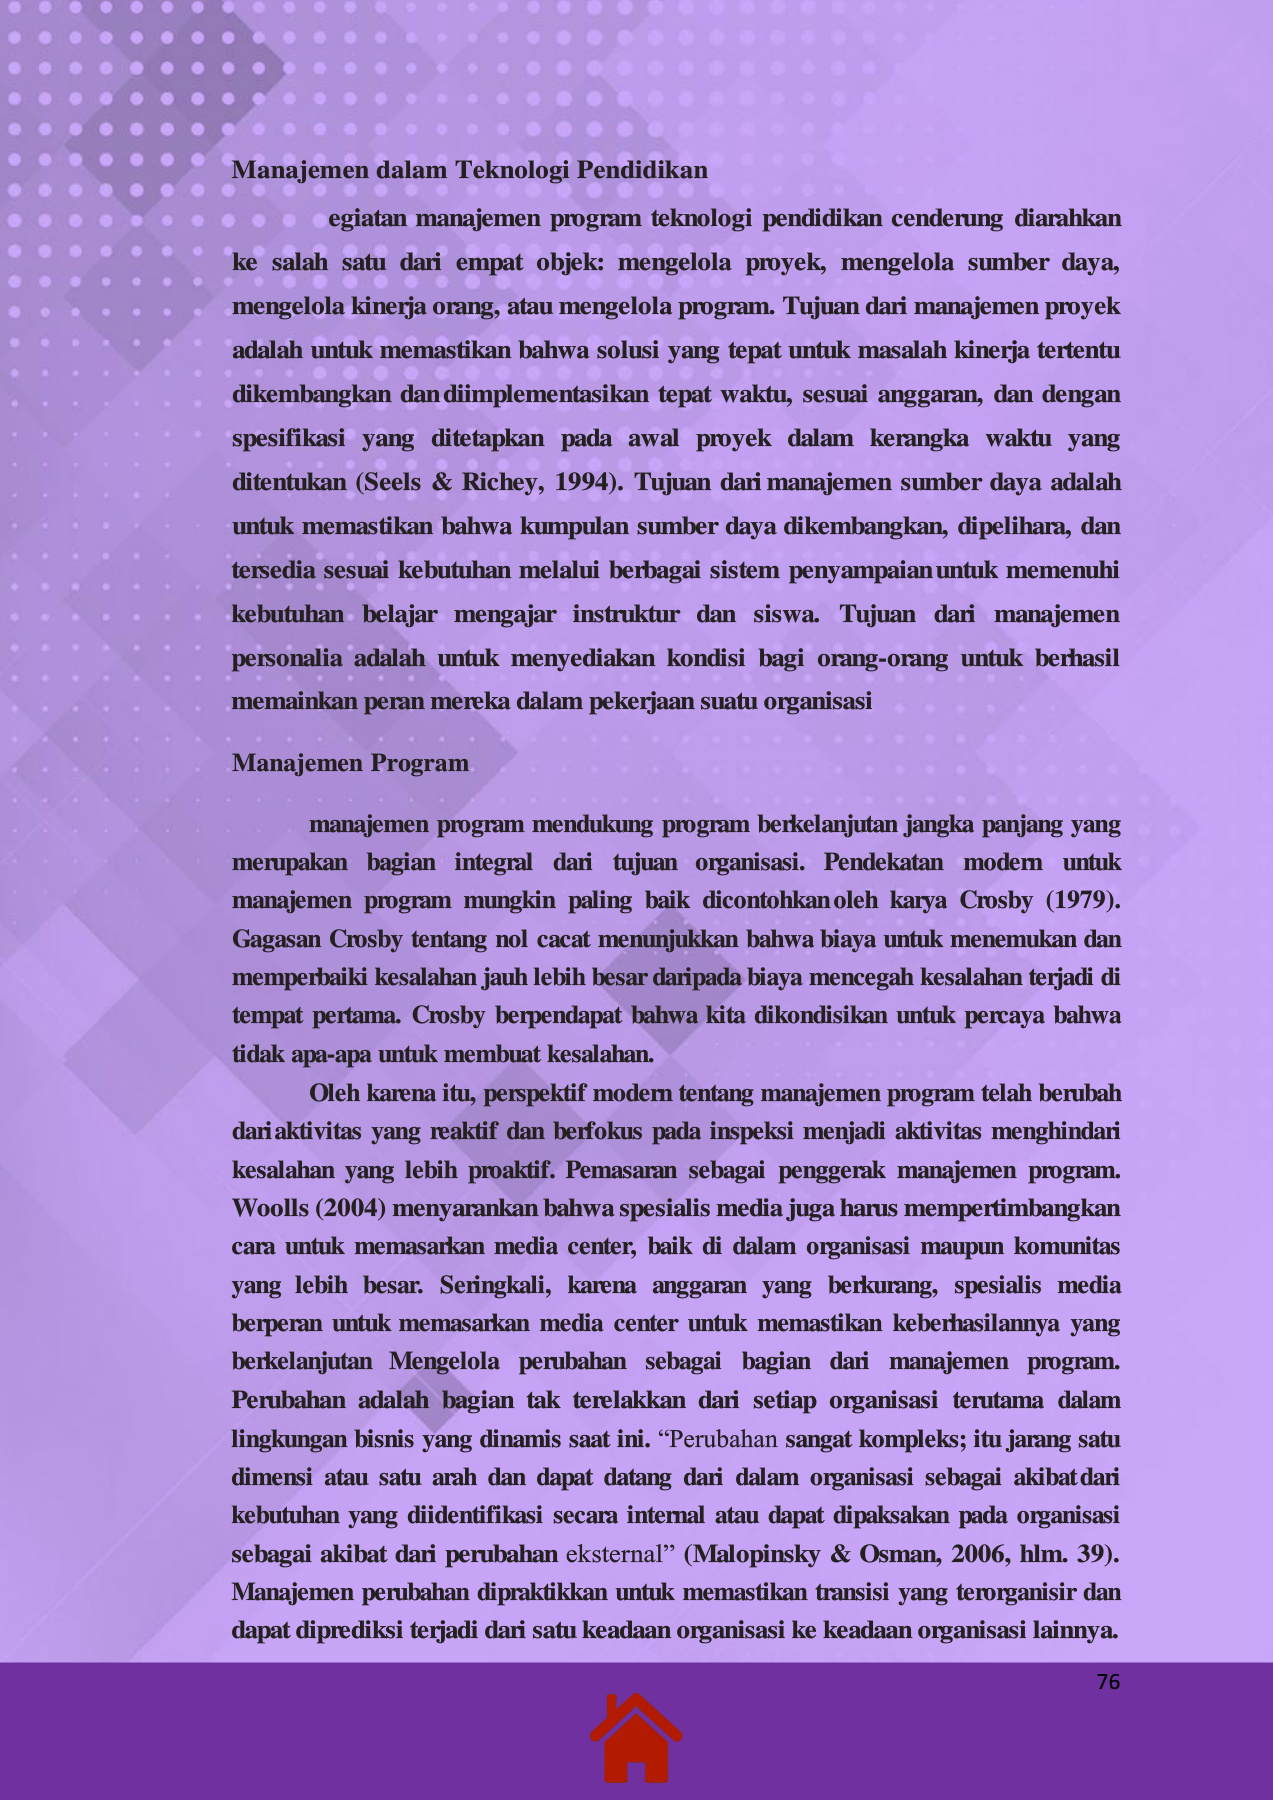 Manajemen dalam Teknologi Pendidikan
egiatan manajemen program teknologi pendidikan cenderung diarahkan
ke salah satu dari empat objek: mengelola proyek, mengelola sumber daya,
mengelola kinerja orang, atau mengelola program. Tujuan dari manajemen proyek
adalah untuk memastikan bahwa solusi yang tepat untuk masalah kinerja tertentu
dikembangkan dan diimplementasikan tepat waktu, sesuai anggaran, dan dengan
spesifikasi yang ditetapkan pada awal proyek dalam kerangka waktu yang
ditentukan (Seels & Richey, 1994). Tujuan dari manajemen sumber daya adalah
untuk memastikan bahwa kumpulan sumber daya dikembangkan, dipelihara, dan
tersedia sesuai kebutuhan melalui berbagai sistem penyampaian untuk memenuhi
kebutuhan belajar mengajar instruktur dan siswa. Tujuan dari manajemen
personalia adalah untuk menyediakan kondisi bagi orang-orang untuk berhasil
memainkan peran mereka dalam pekerjaan suatu organisasi
Manajemen Program
manajemen program mendukung program berkelanjutan jangka panjang yang
merupakan bagian integral dari tujuan organisasi. Pendekatan modern untuk
manajemen program mungkin paling baik dicontohkan oleh karya Crosby (1979).
Gagasan Crosby tentang nol cacat menunjukkan bahwa biaya untuk menemukan dan
memperbaiki kesalahan jauh lebih besar daripada biaya mencegah kesalahan terjadi di
tempat pertama. Crosby berpendapat bahwa kita dikondisikan untuk percaya bahwa
tidak apa-apa untuk membuat kesalahan.
Oleh karena itu, perspektif modern tentang manajemen program telah berubah
dari aktivitas yang reaktif dan berfokus pada inspeksi menjadi aktivitas menghindari
kesalahan yang lebih proaktif. Pemasaran sebagai penggerak manajemen program.
Woolls (2004) menyarankan bahwa spesialis media juga harus mempertimbangkan
cara untuk memasarkan media center, baik di dalam organisasi maupun komunitas
yang lebih besar. Seringkali, karena anggaran yang berkurang, spesialis media
berperan untuk memasarkan media center untuk memastikan keberhasilannya yang
berkelanjutan Mengelola perubahan sebagai bagian dari manajemen program.
Perubahan adalah bagian tak terelakkan dari setiap organisasi terutama dalam
lingkungan bisnis yang dinamis saat ini. “Perubahan sangat kompleks; itu jarang satu
dimensi atau satu arah dan dapat datang dari dalam organisasi sebagai akibat dari
kebutuhan yang diidentifikasi secara internal atau dapat dipaksakan pada organisasi
sebagai akibat dari perubahan eksternal” (Malopinsky & Osman, 2006, hlm. 39).
Manajemen perubahan dipraktikkan untuk memastikan transisi yang terorganisir dan
dapat diprediksi terjadi dari satu keadaan organisasi ke keadaan organisasi lainnya.
76